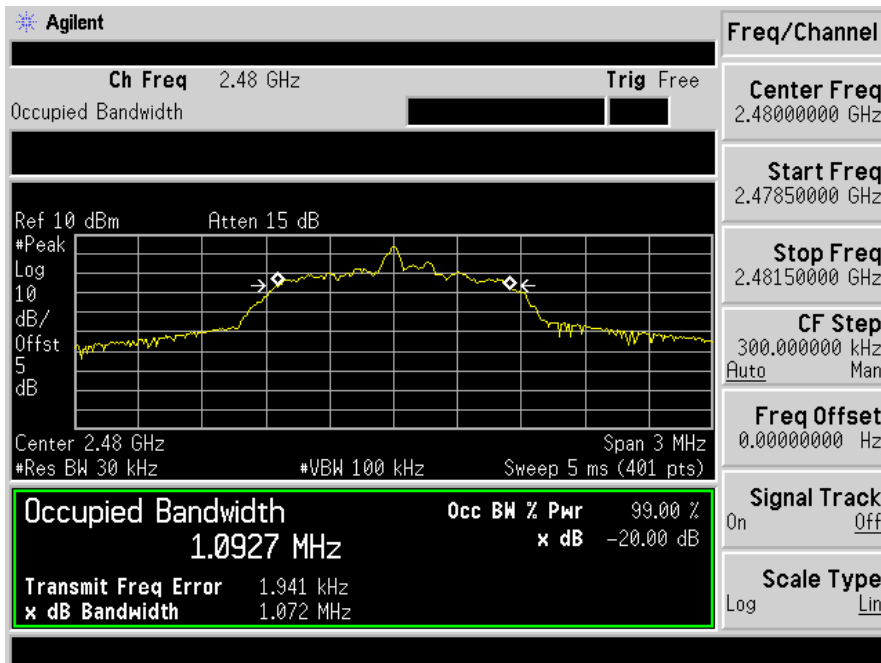 Agilent
Ch Freq 2.48 GHz Trig Free
Occupied Bandwidth
Ref 10 dBm Atten 15 dB
#Peak
Log
10
dB/
Offst
5
dB
Center 2.48 GHz Span 3 MHz
#Res BW 30 kHz #VBW 100 kHz Sweep 5 ms (401 pts)
Occupied Bandwidth
1.0927 MHz
Occ BW % Pwr 99.00 %
x dB -20.00 dB
Transmit Freq Error 1.941 kHz
x dB Bandwidth 1.072 MHz
Freq/Channel
Center Freq
2.48000000 GHz
Start Freq
2.47850000 GHz
Stop Freq
2.48150000 GHz
CF Step
300.000000 kHz
Auto Man
Freq Offset
0.00000000 Hz
Signal Track
On Off
Scale Type
Log Lin